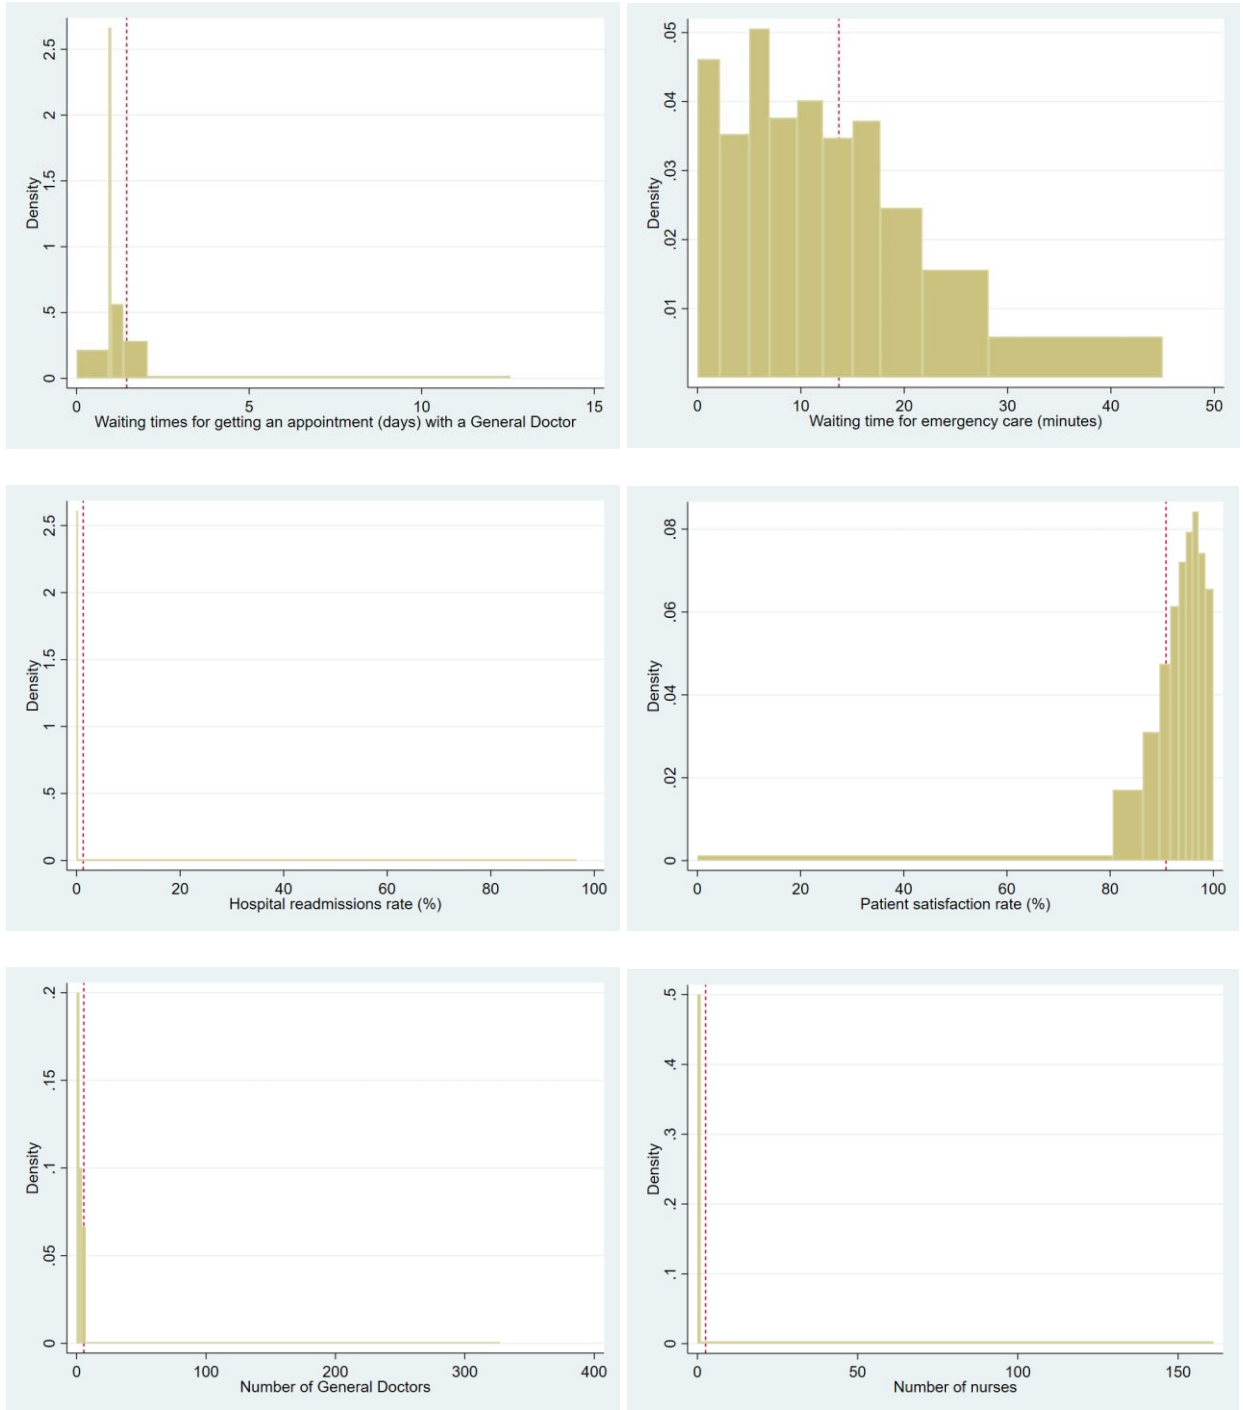 2.5
2
1.5
1
.5
0
Density
0 5 10 15
Waiting times for getting an appointment (days) with a General Doctor
.05
.04
.03
.02
.01
Density
0 10 20 30 40 50
Waiting time for emergency care (minutes)
2.5
2
1.5
1
.5
0
Density
0 20 40 60 80 100
Hospital readmissions rate (%)
.08
.06
.04
.02
0
Density
0 20 40 60 80 100
Patient satisfaction rate (%)
.2
.15
.1
.05
0
Density
0 100 200 300 400
Number of General Doctors
.5
.4
.3
.2
.1
0
Density
0 50 100 150
Number of nurses